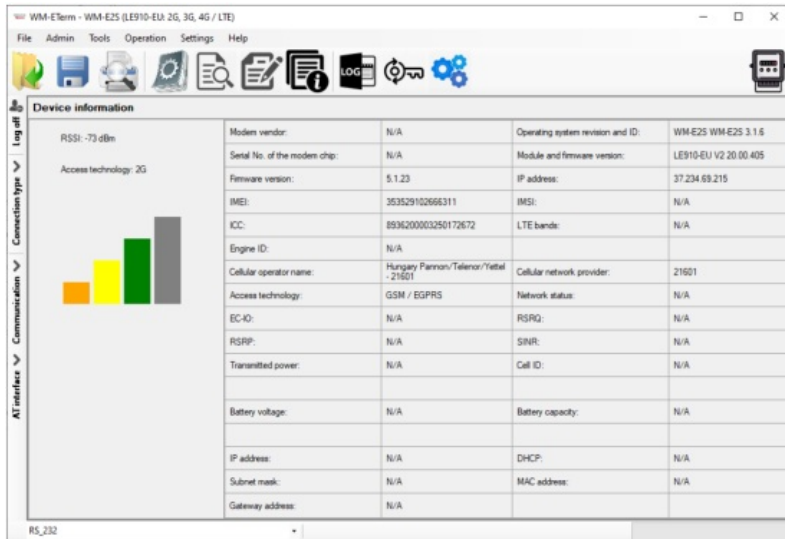 WM-ETerm - WM-E2S (LE910-EU: 2G, 3G, 4G / LTE)
File Admin Tools Operation Settings Help
LOG
Log off
Connection type
Communication
AT interface
Device information
RSSI: -73 dBm
Access technology: 2G
Modem vendor: N/A Operating system revision and ID: WM-E2S WM-E2S 3.1.6
Serial No. of the modem chip: N/A Module and firmware version: LE910-EU V2 20.00.405
Firmware version: 5.1.23 IP address: 37.234.69.215
IMEI: 353529102666311 IMSI: N/A
ICC: 8936200003250172672 LTE bands: N/A
Engine ID: N/A
Cellular operator name: Hungary Pannon/Telenor/Yettel - 21601 Cellular network provider: 21601
Access technology: GSM / EGPRS Network status: N/A
EC-IO: N/A RSRQ: N/A
RSRP: N/A SINR: N/A
Transmitted power: N/A Cell ID: N/A
Battery voltage: N/A Battery capacity: N/A
IP address: N/A DHCP: N/A
Subnet mask: N/A MAC address: N/A
Gateway address: N/A
RS_232